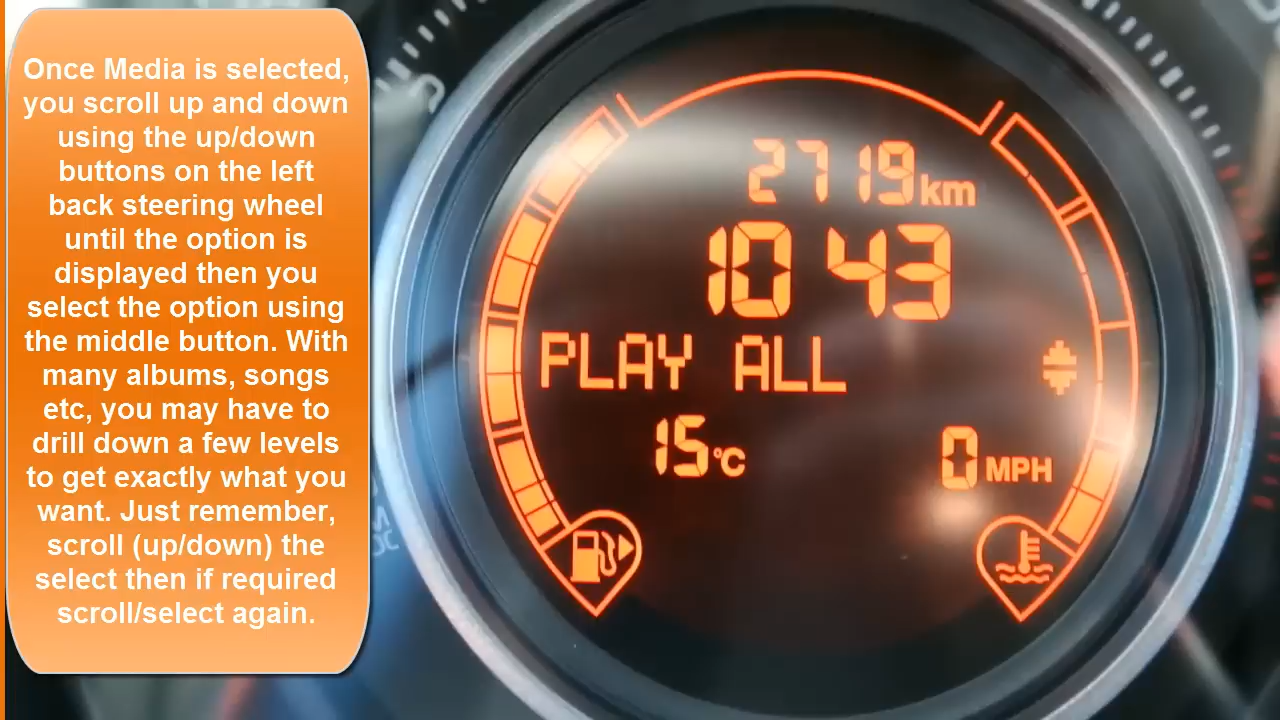 Once Media is selected,
you scroll up and down
using the up/down
buttons on the left
back steering wheel
until the option is
displayed then you
select the option using
the middle button. With
many albums, songs
etc, you may have to
drill down a few levels
to get exactly what you
want. Just remember,
scroll (up/down) the
select then if required
scroll/select again.
2719km
10 43
PLAY ALL
15°C
0 MPH